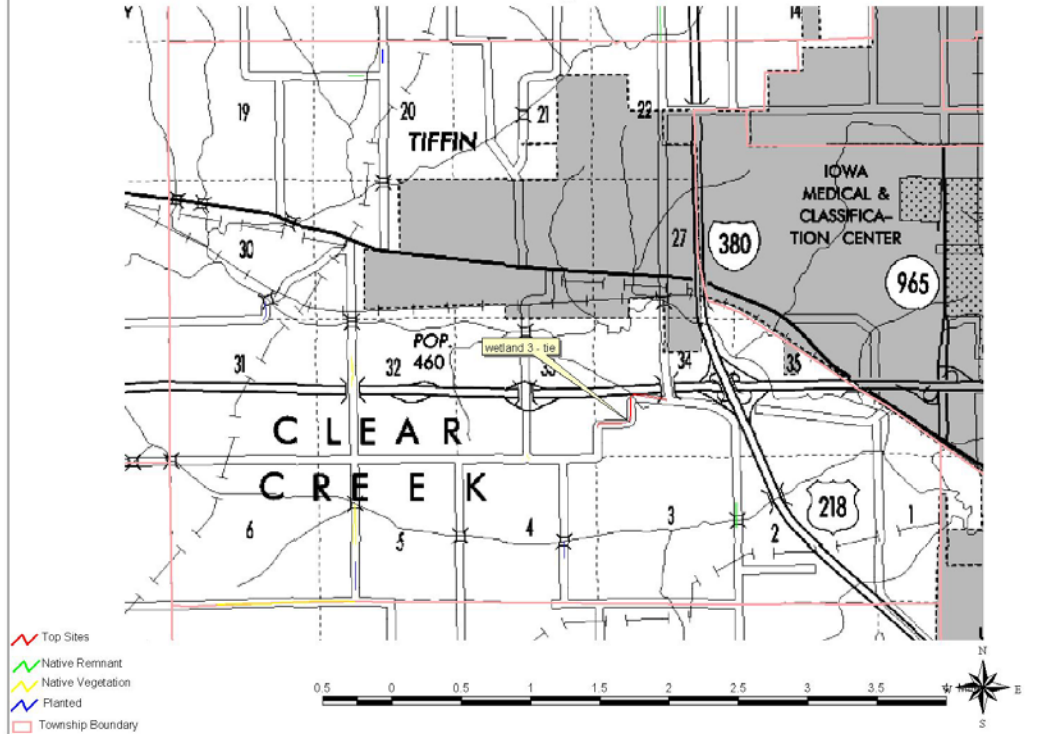 14
19
20
21
22
TIFFIN
IOWA
MEDICAL &
CLASSIFICA-
TION CENTER
30
27
380
965
POP.
460
wetland 3 - tie
31
32
33
34
35
CLEAR
CREEK
6
5
4
3
2
218
1
Top Sites
Native Remnant
Native Vegetation
Planted
Township Boundary
0.5 0 0.5 1 1.5 2 2.5 3 3.5
N
W E
S